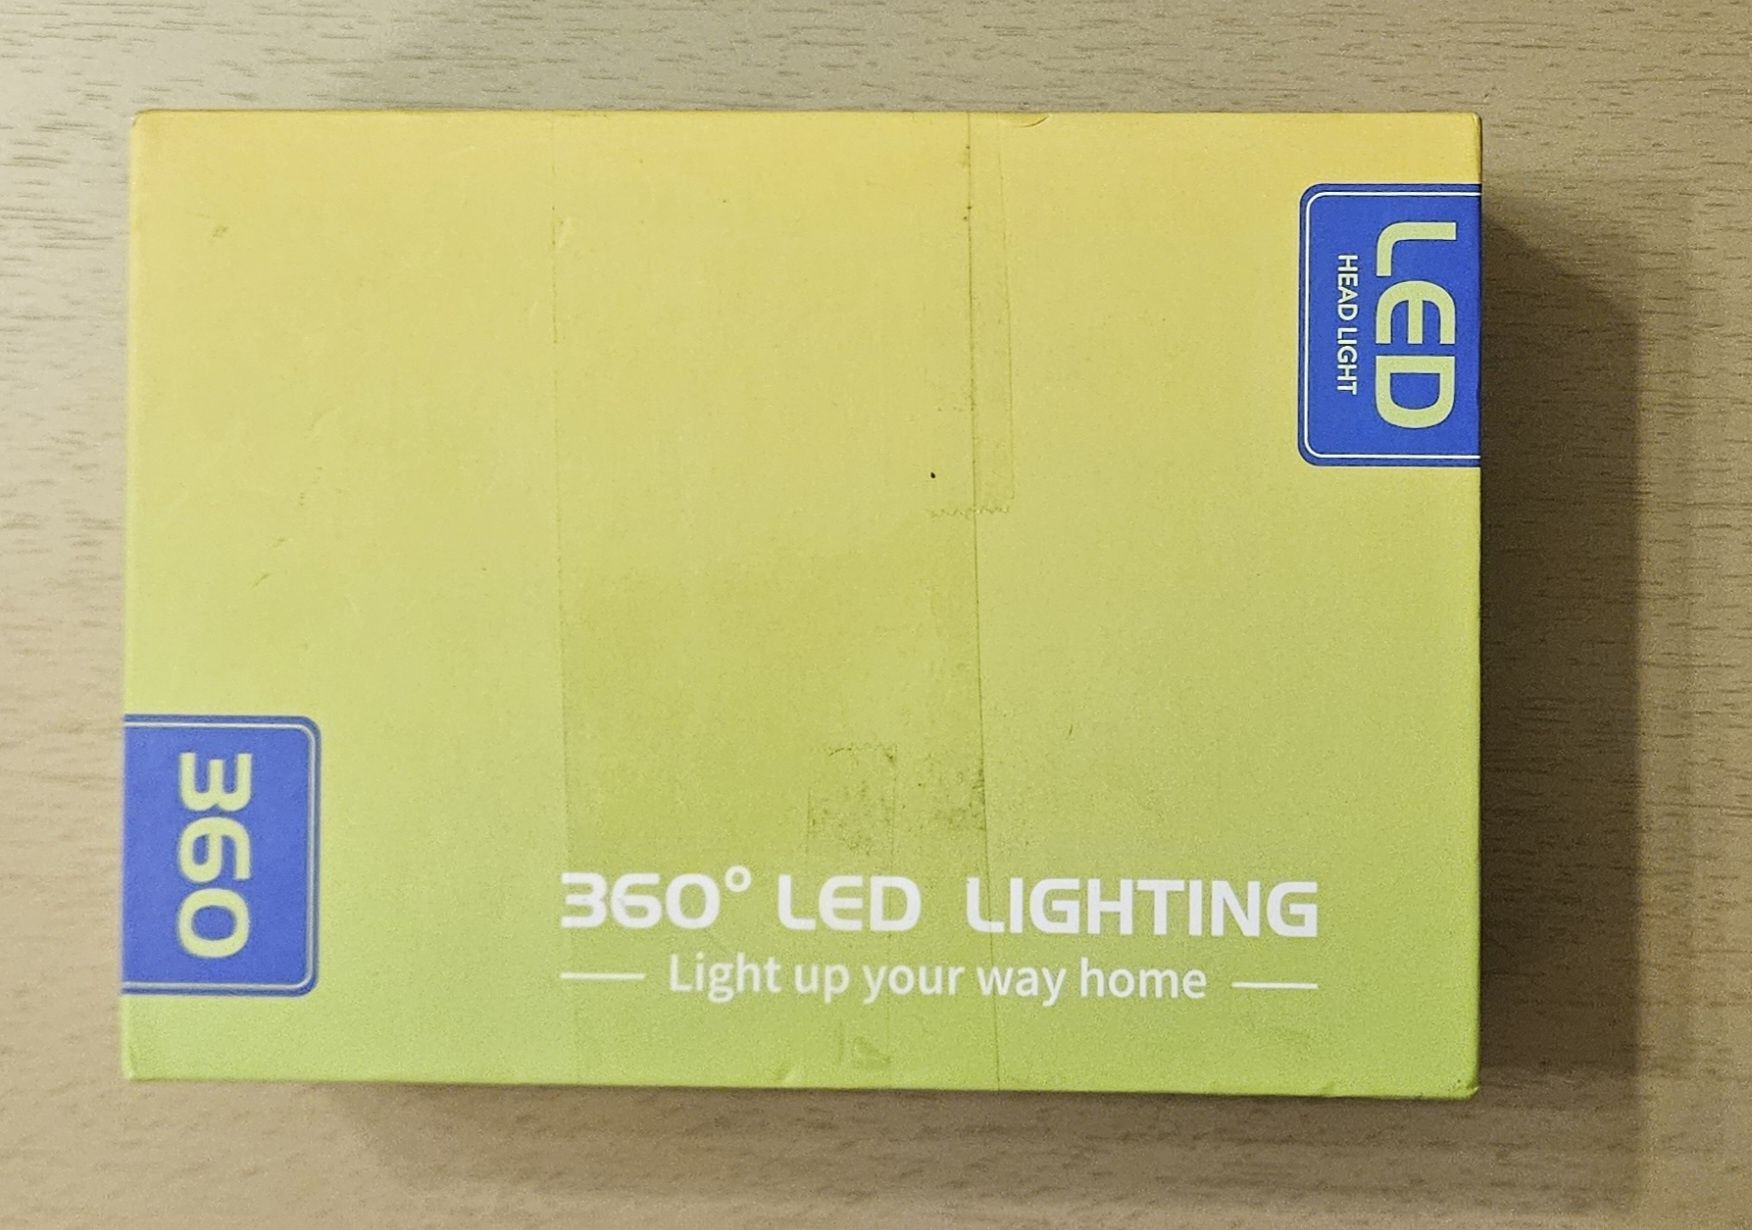 LED
HEAD LIGHT
360
360° LED LIGHTING
Light up your way home